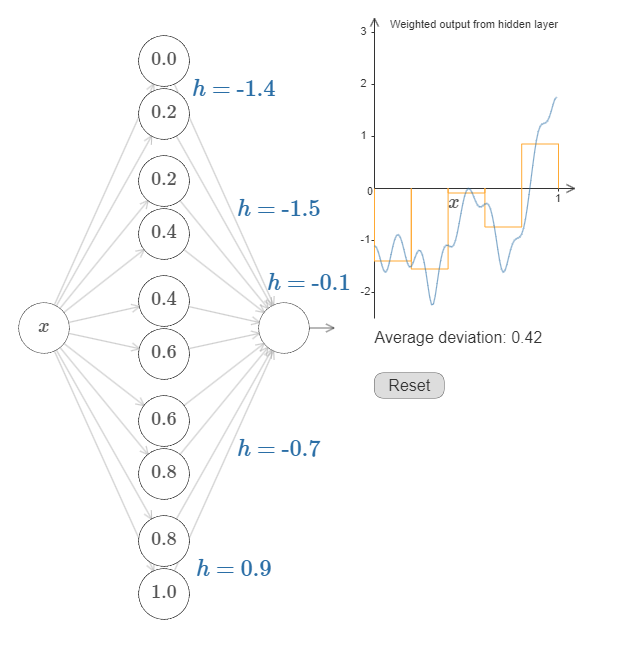 0.0
h = -1.4
0.2
0.2
h = -1.5
0.4
h = -0.1
0.4
x
0.6
0.6
h = -0.7
0.8
0.8
h = 0.9
1.0
Weighted output from hidden layer
3
2
1
0
x
1
-1
-2
Average deviation: 0.42
Reset